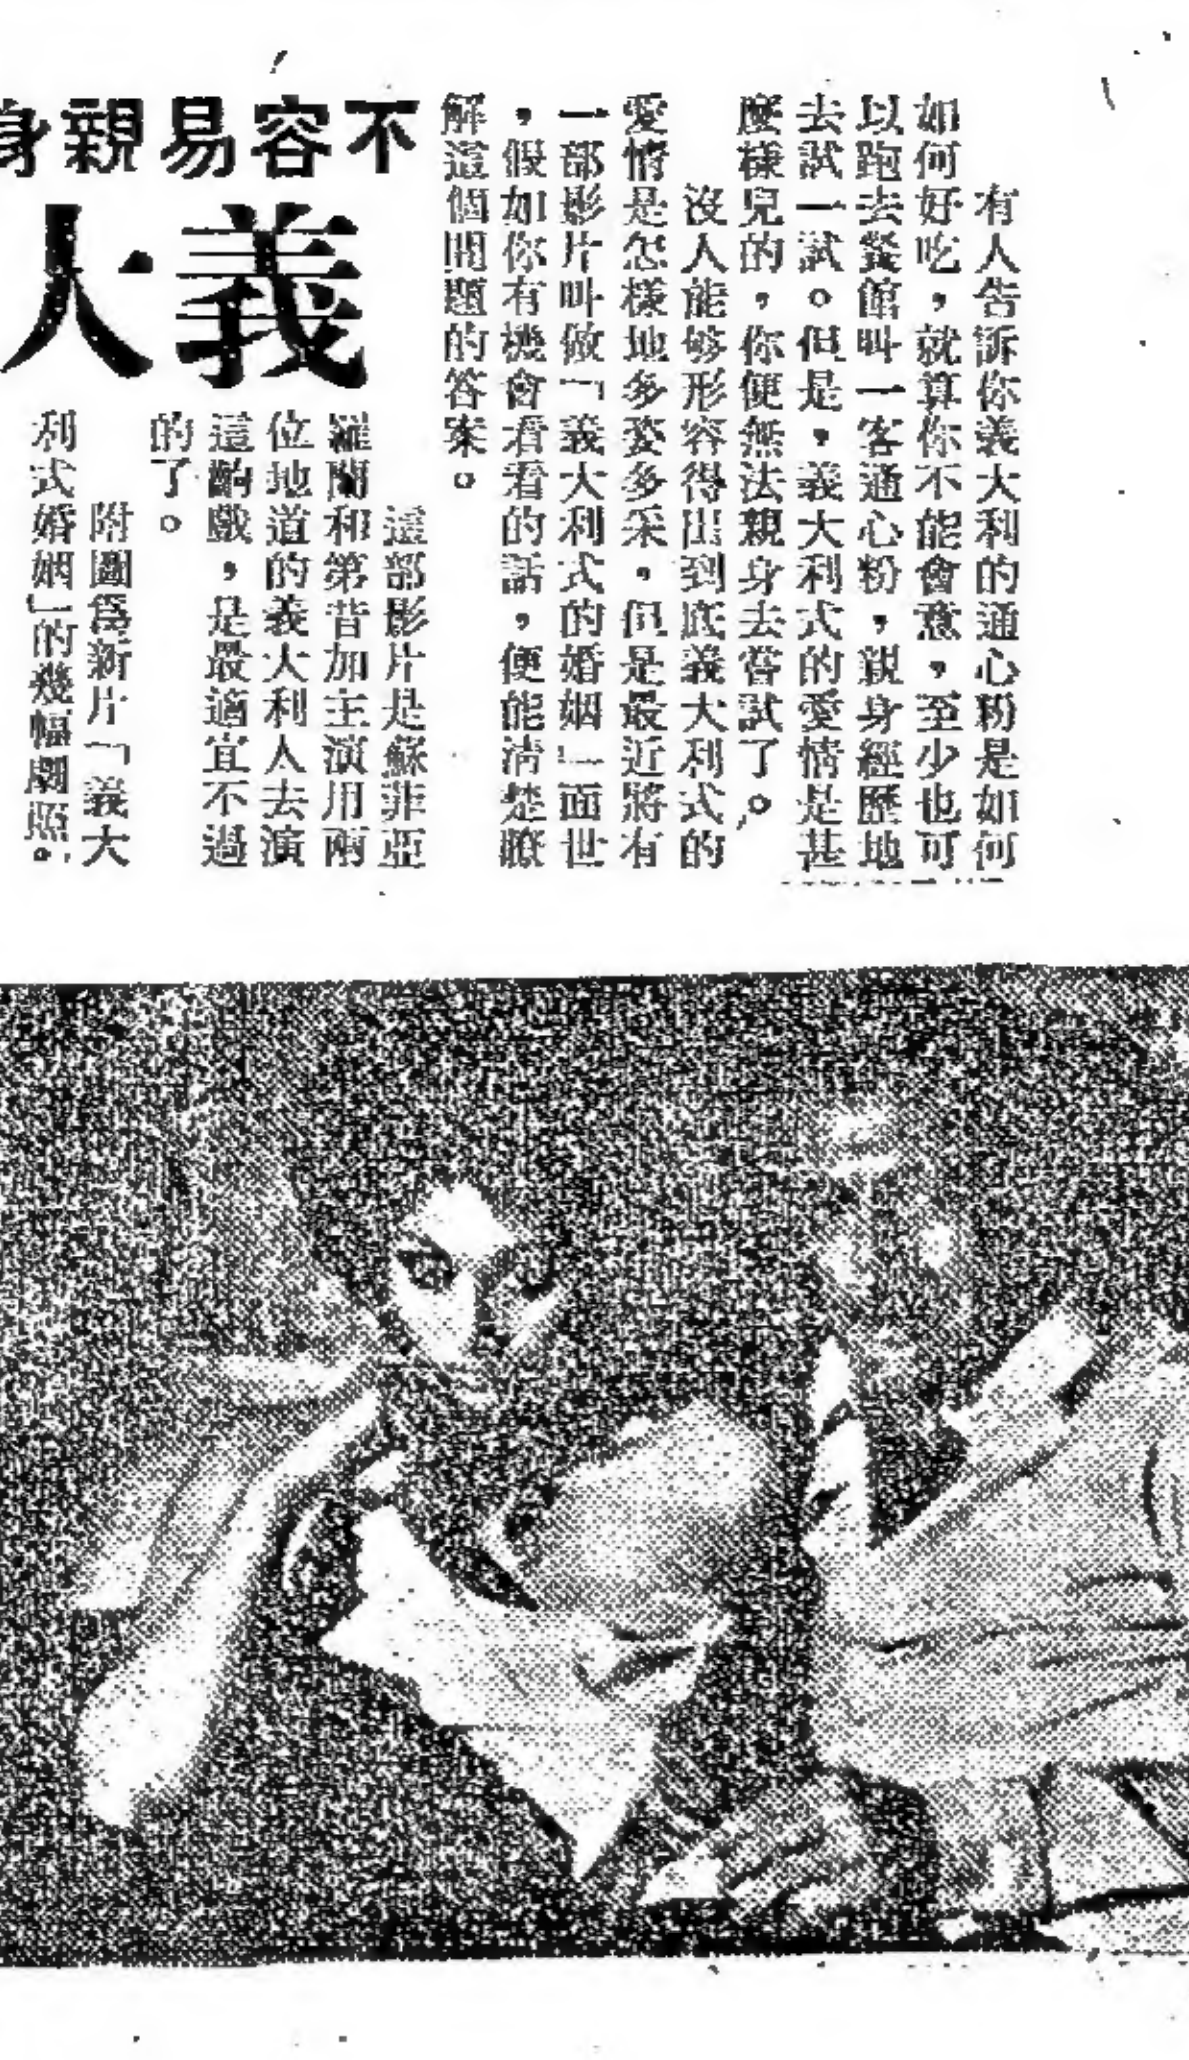 不容易親身
義大
有人告訴你義大利的通心粉是如何
如何好吃，就算你不能會意，至少也可
以跑去餐館叫一客通心粉，親身經歷地
去試一試。但是，義大利式的愛情是甚
麼樣兒的，你便無法親身去嘗試了。
沒人能够形容得出到底義大利式的
愛情是怎樣地多姿多采，但是最近將有
一部影片叫做「義大利式的婚姻」面世
，假如你有機會看看的話，便能清楚瞭
解這個問題的答案。
這部影片是蘇菲亞
羅蘭和第昔加主演用兩
位地道的義大利人去演
這齣戲，是最適宜不過
的了。
附圖爲新片「義大
利式婚姻」的幾幅劇照。